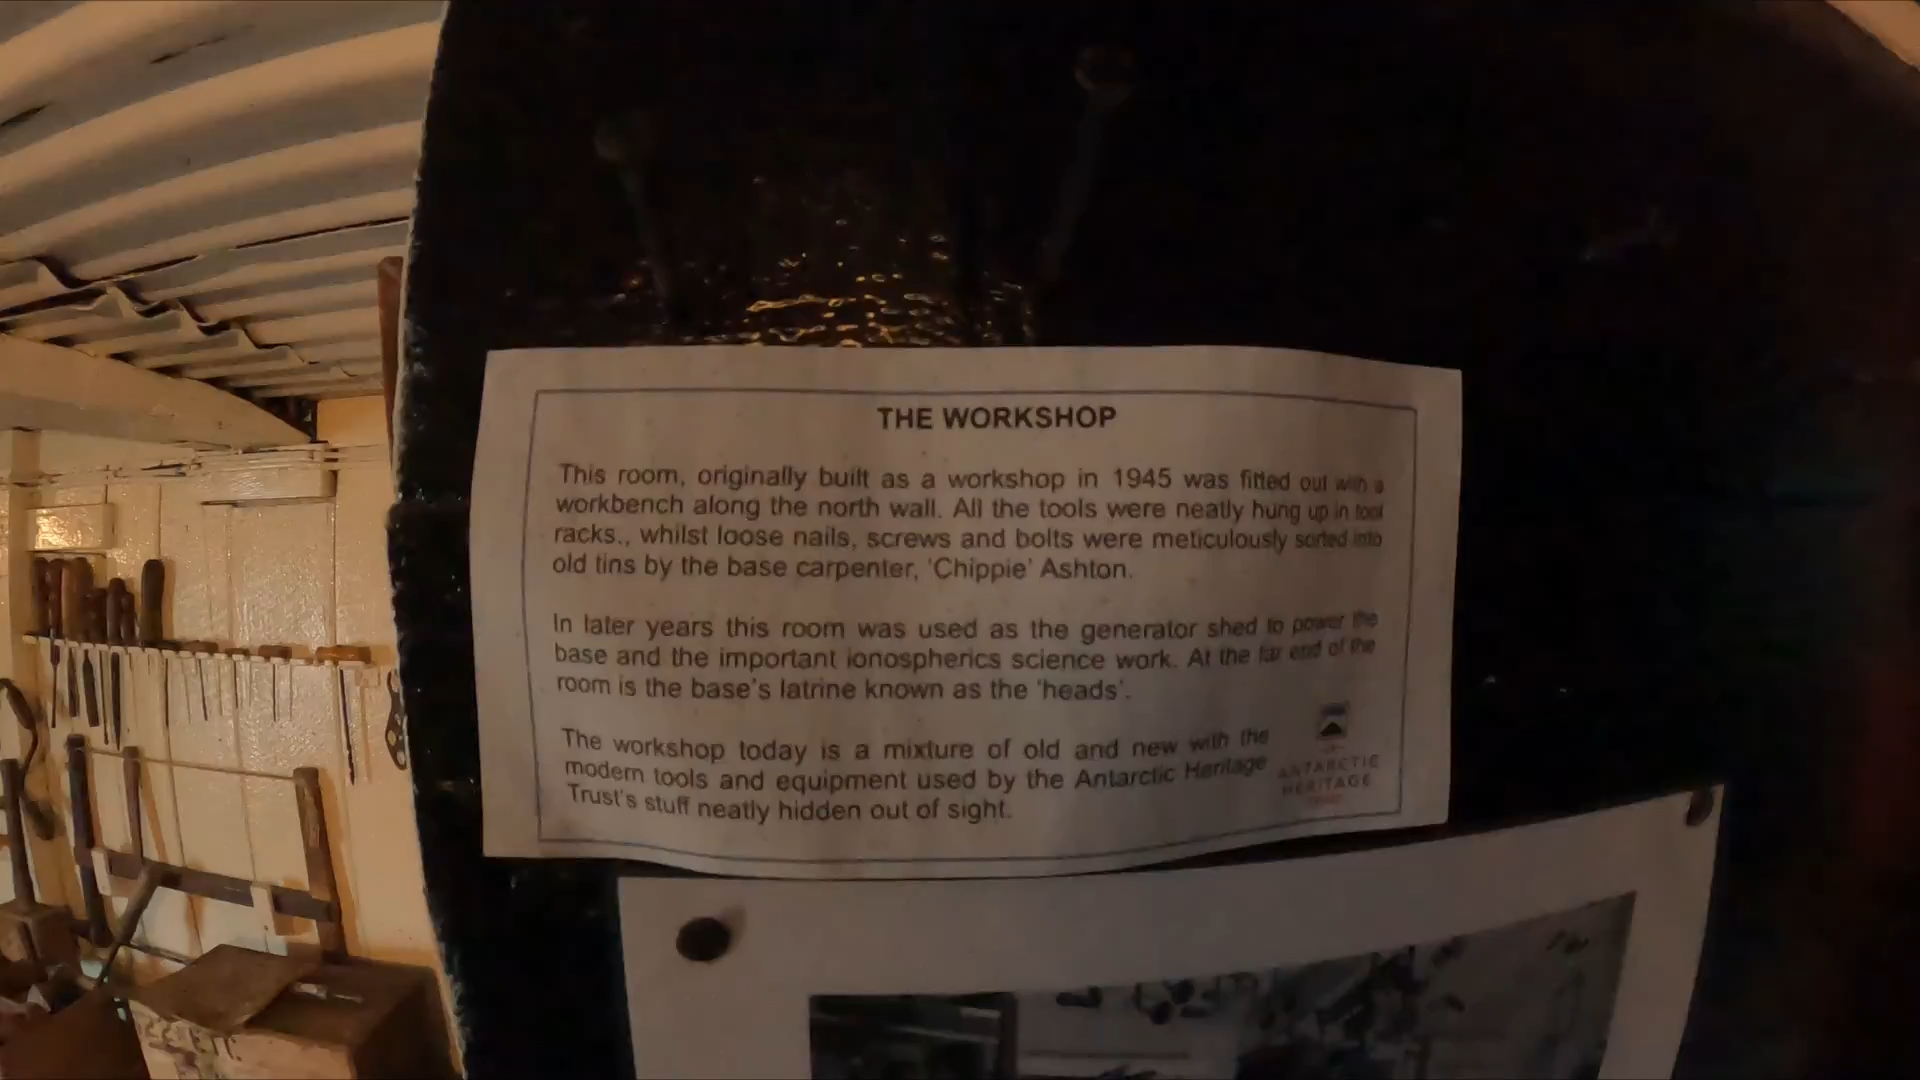 THE WORKSHOP
This room, originally built as a workshop in 1945 was fitted out with a
workbench along the north wall. All the tools were neatly hung up in tool
racks., whilst loose nails, screws and bolts were meticulously sorted into
old tins by the base carpenter, 'Chippie' Ashton.
In later years this room was used as the generator shed to power the
base and the important ionospherics science work. At the far end of the
room is the base's latrine known as the 'heads'.
The workshop today is a mixture of old and new with the
modern tools and equipment used by the Antarctic Heritage
Trust's stuff neatly hidden out of sight.
ANTARCTIC
HERITAGE